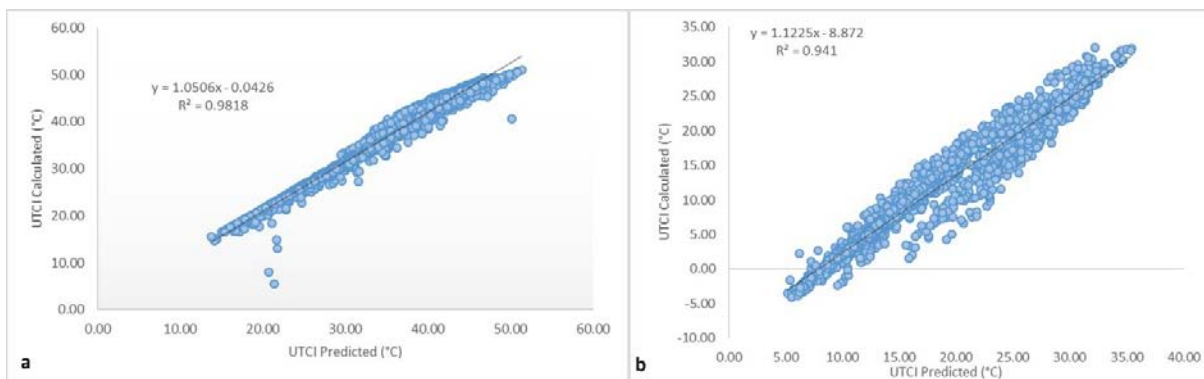 60.00
50.00
40.00
30.00
20.00
10.00
0.00
UTCI Calculated (°C)
y = 1.0506x - 0.0426
R² = 0.9818
0.00 10.00 20.00 30.00 40.00 50.00 60.00
UTCI Predicted (°C)
a
35.00
30.00
25.00
20.00
15.00
10.00
5.00
0.00
-5.00
-10.00
UTCI Calculated (°C)
y = 1.1225x - 8.872
R² = 0.941
0.00 5.00 10.00 15.00 20.00 25.00 30.00 35.00 40.00
UTCI Predicted (°C)
b